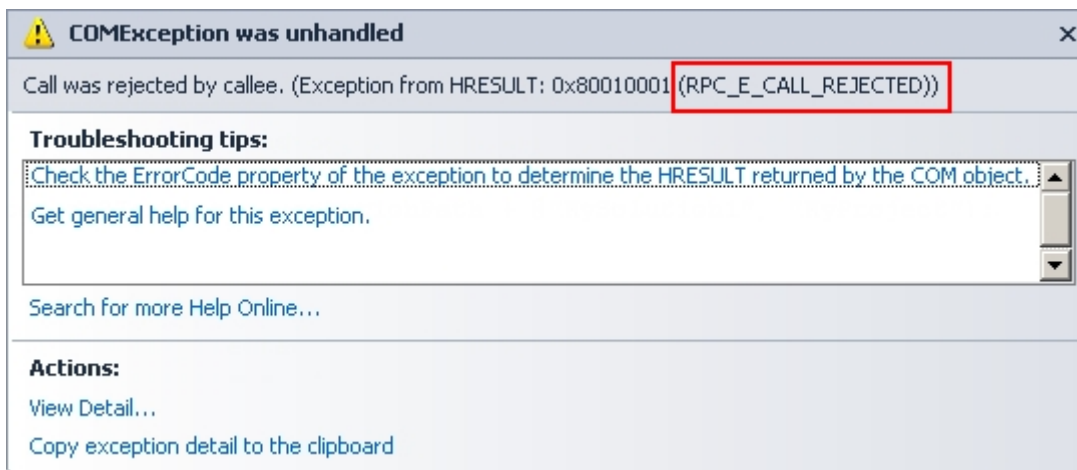 COMException was unhandled
Call was rejected by callee. (Exception from HRESULT: 0x80010001 (RPC_E_CALL_REJECTED))
Troubleshooting tips:
Check the ErrorCode property of the exception to determine the HRESULT returned by the COM object.
Get general help for this exception.
Search for more Help Online...
Actions:
View Detail...
Copy exception detail to the clipboard